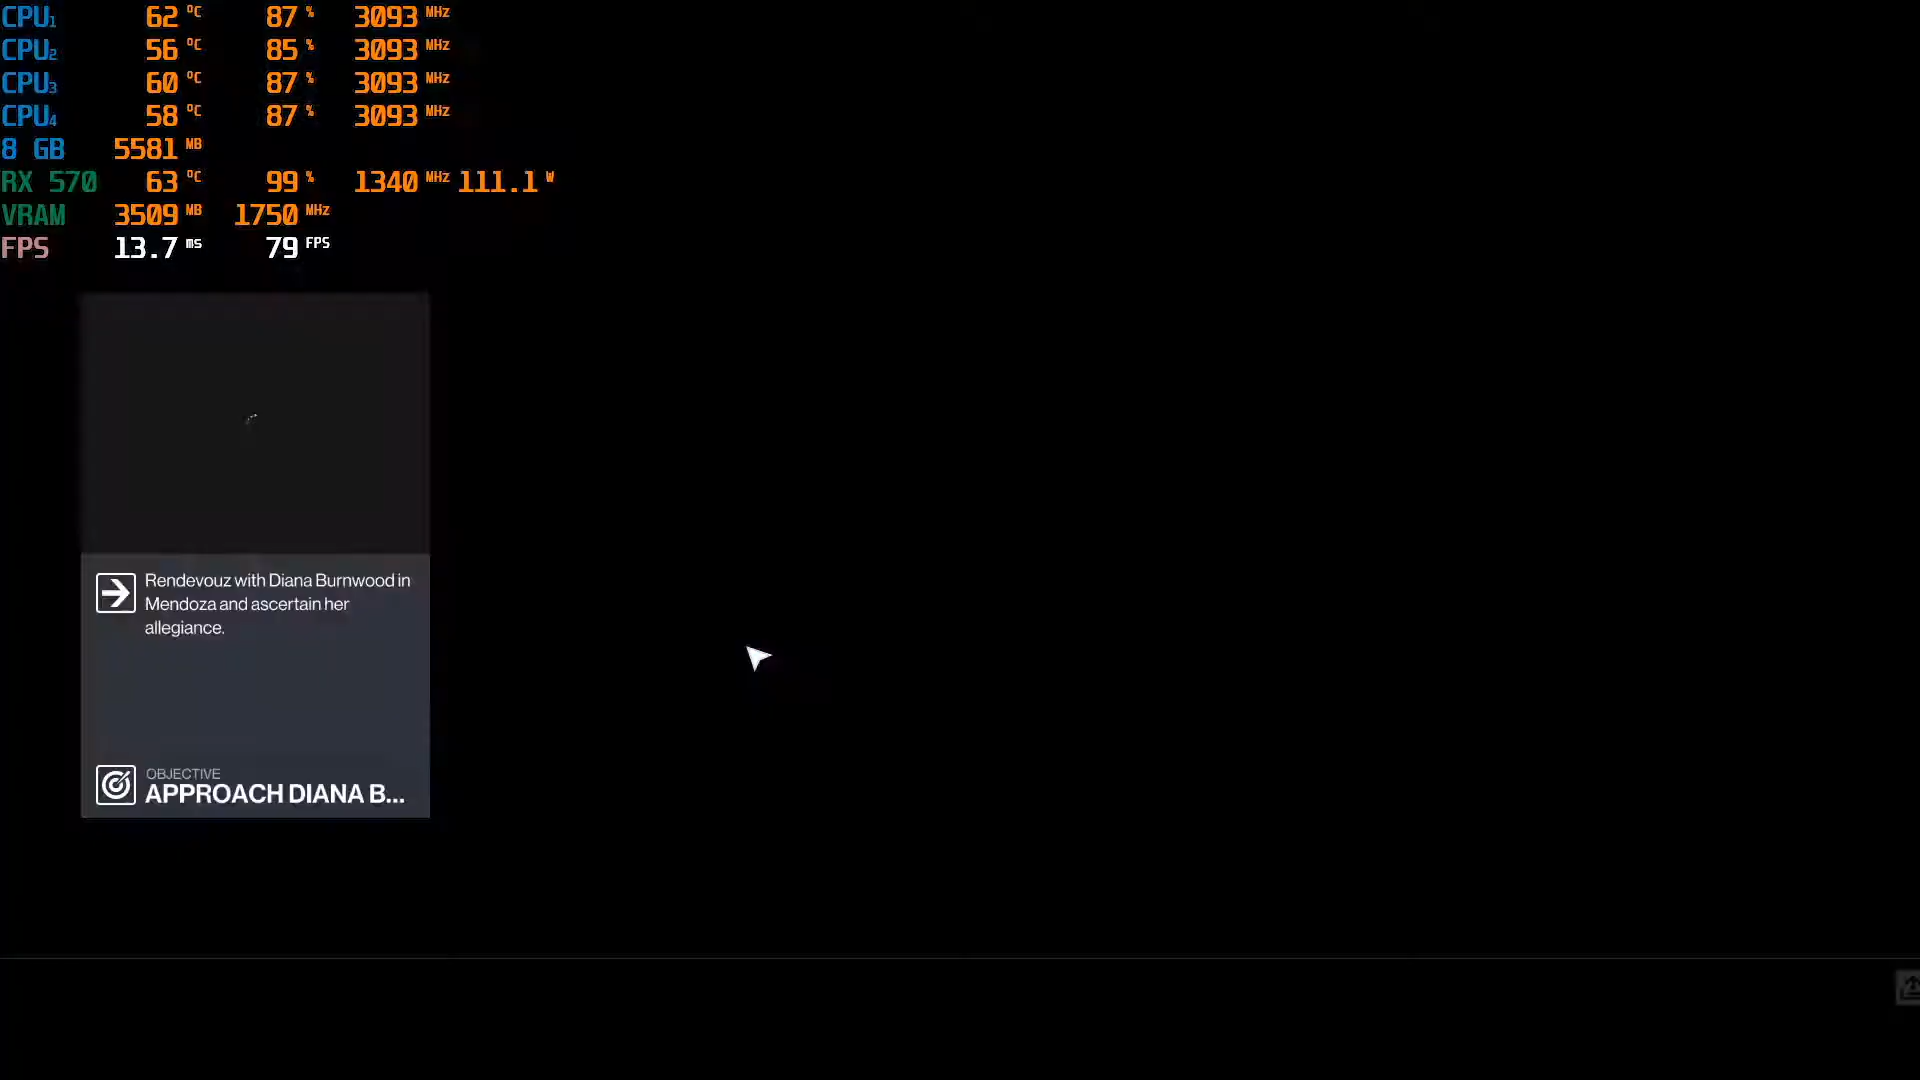 CPU1 62 °C 87 % 3093 MHz
CPU2 56 °C 85 % 3093 MHz
CPU3 60 °C 87 % 3093 MHz
CPU4 58 °C 87 % 3093 MHz
8 GB 5581 MB
RX 570 63 °C 99 % 1340 MHz 111.1 W
VRAM 3509 MB 1750 MHz
FPS 13.7 ms 79 FPS
Rendevouz with Diana Burnwood in
Mendoza and ascertain her
allegiance.
OBJECTIVE
APPROACH DIANA B...